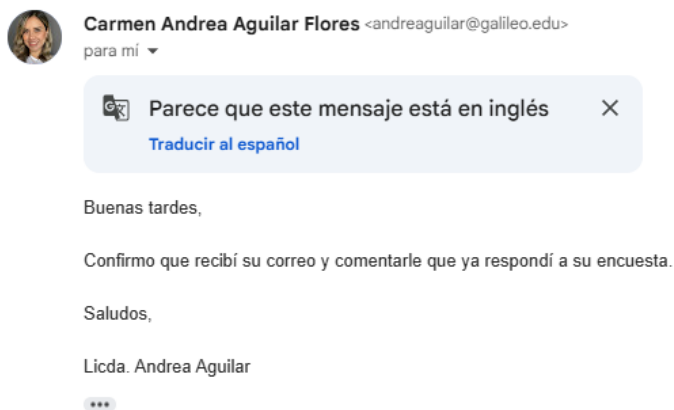 Carmen Andrea Aguilar Flores <andreaguilar@galileo.edu>
para mí
Parece que este mensaje está en inglés
Traducir al español
Buenas tardes,
Confirmo que recibí su correo y comentarle que ya respondí a su encuesta.
Saludos,
Licda. Andrea Aguilar